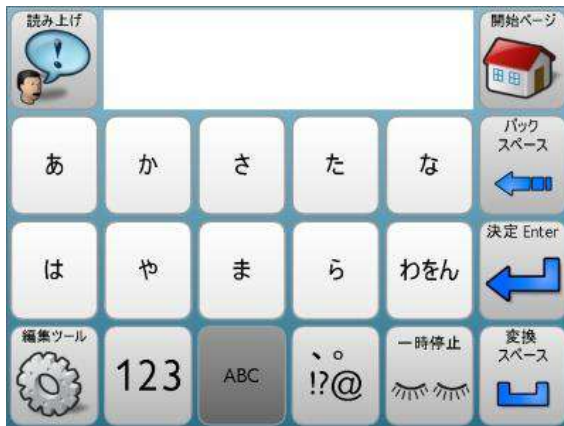 読み上げ
開始ページ
あ
か
さ
た
な
バック
スペース
は
や
ま
ら
わをん
決定 Enter
編集ツール
123
ABC
、。
!?@
一時停止
変換
スペース